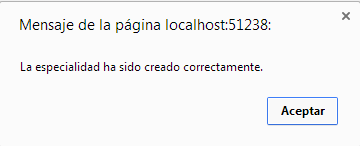 Mensaje de la página localhost:51238:
La especialidad ha sido creado correctamente.
Aceptar